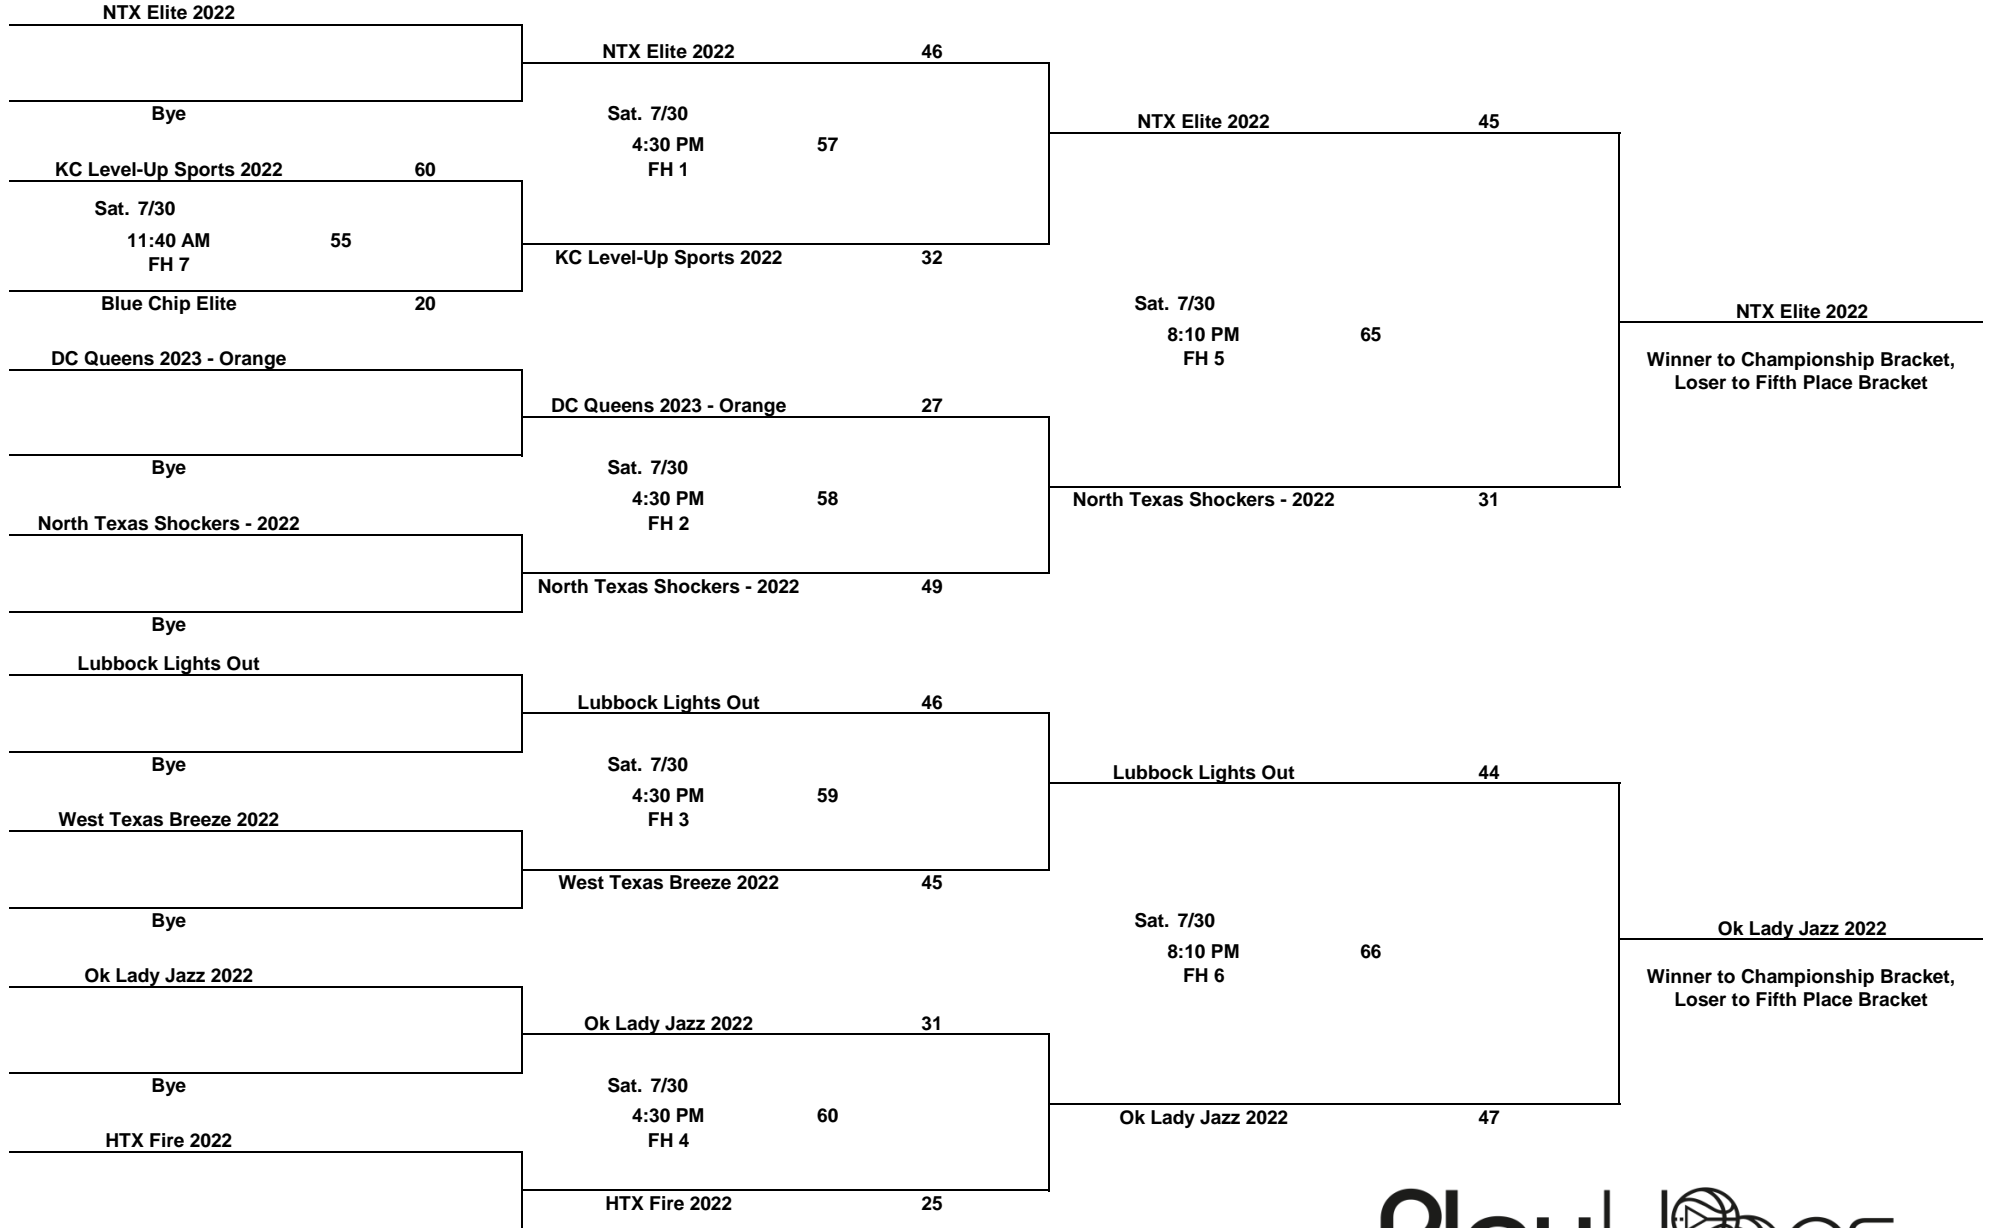 NTX Elite 2022
Bye
KC Level-Up Sports 2022 60
Sat. 7/30
11:40 AM 55
FH 7
Blue Chip Elite 20
DC Queens 2023 - Orange
Bye
North Texas Shockers - 2022
Bye
Lubbock Lights Out
Bye
West Texas Breeze 2022
Bye
Ok Lady Jazz 2022
Bye
HTX Fire 2022
NTX Elite 2022 46
Sat. 7/30
4:30 PM 57
FH 1
KC Level-Up Sports 2022 32
DC Queens 2023 - Orange 27
Sat. 7/30
4:30 PM 58
FH 2
North Texas Shockers - 2022 49
Lubbock Lights Out 46
Sat. 7/30
4:30 PM 59
FH 3
West Texas Breeze 2022 45
Ok Lady Jazz 2022 31
Sat. 7/30
4:30 PM 60
FH 4
HTX Fire 2022 25
NTX Elite 2022 45
Sat. 7/30
8:10 PM 65
FH 5
North Texas Shockers - 2022 31
Lubbock Lights Out 44
Sat. 7/30
8:10 PM 66
FH 6
Ok Lady Jazz 2022 47
NTX Elite 2022
Winner to Championship Bracket,
Loser to Fifth Place Bracket
Ok Lady Jazz 2022
Winner to Championship Bracket,
Loser to Fifth Place Bracket